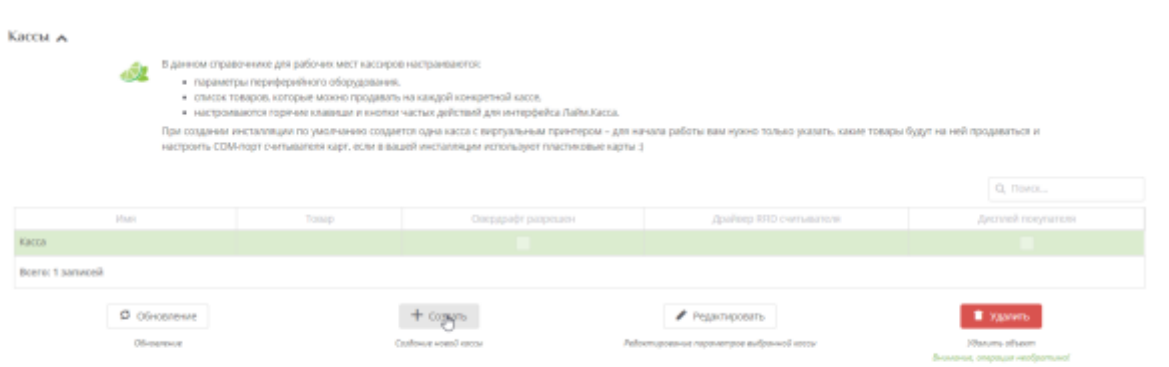 Кассы
В данном справочнике для рабочих мест кассиров настраиваются:
параметры периферийного оборудования,
список товаров, которые можно продавать на каждой конкретной кассе,
настраиваются горячие клавиши и кнопки частых действий для интерфейса Лайм.Касса.
При создании инсталляции по умолчанию создается одна касса с виртуальным принтером – для начала работы вам нужно только указать, какие товары будут на ней продаваться и
настроить COM-порт считывателя карт, если в вашей инсталляции используют пластиковые карты :)
Поиск...
Имя Товар Овердрафт разрешен Драйвер RFID считывателя Дисплей покупателя
Касса
Всего: 1 записей
Обновление Создать Редактировать Удалить
Обновление Создание новой кассы Редактирование параметров выбранной кассы Удалить объект
Внимание, операция необратима!